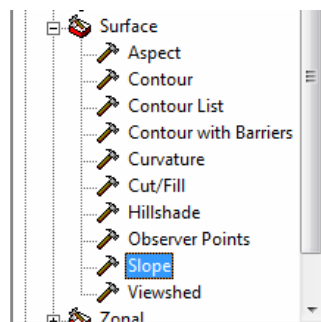 Surface
Aspect
Contour
Contour List
Contour with Barriers
Curvature
Cut/Fill
Hillshade
Observer Points
Slope
Viewshed
Zonal